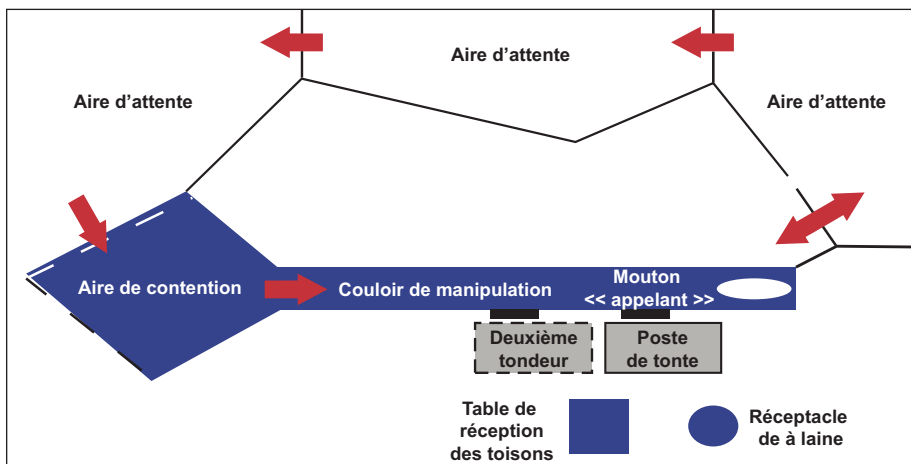 Aire d'attente
Aire d'attente
Aire d'attente
Aire de contention
Couloir de manipulation
Mouton
<< appelant >>
Deuxième
tondeur
Poste
de tonte
Table de
réception
des toisons
Réceptacle
de à laine